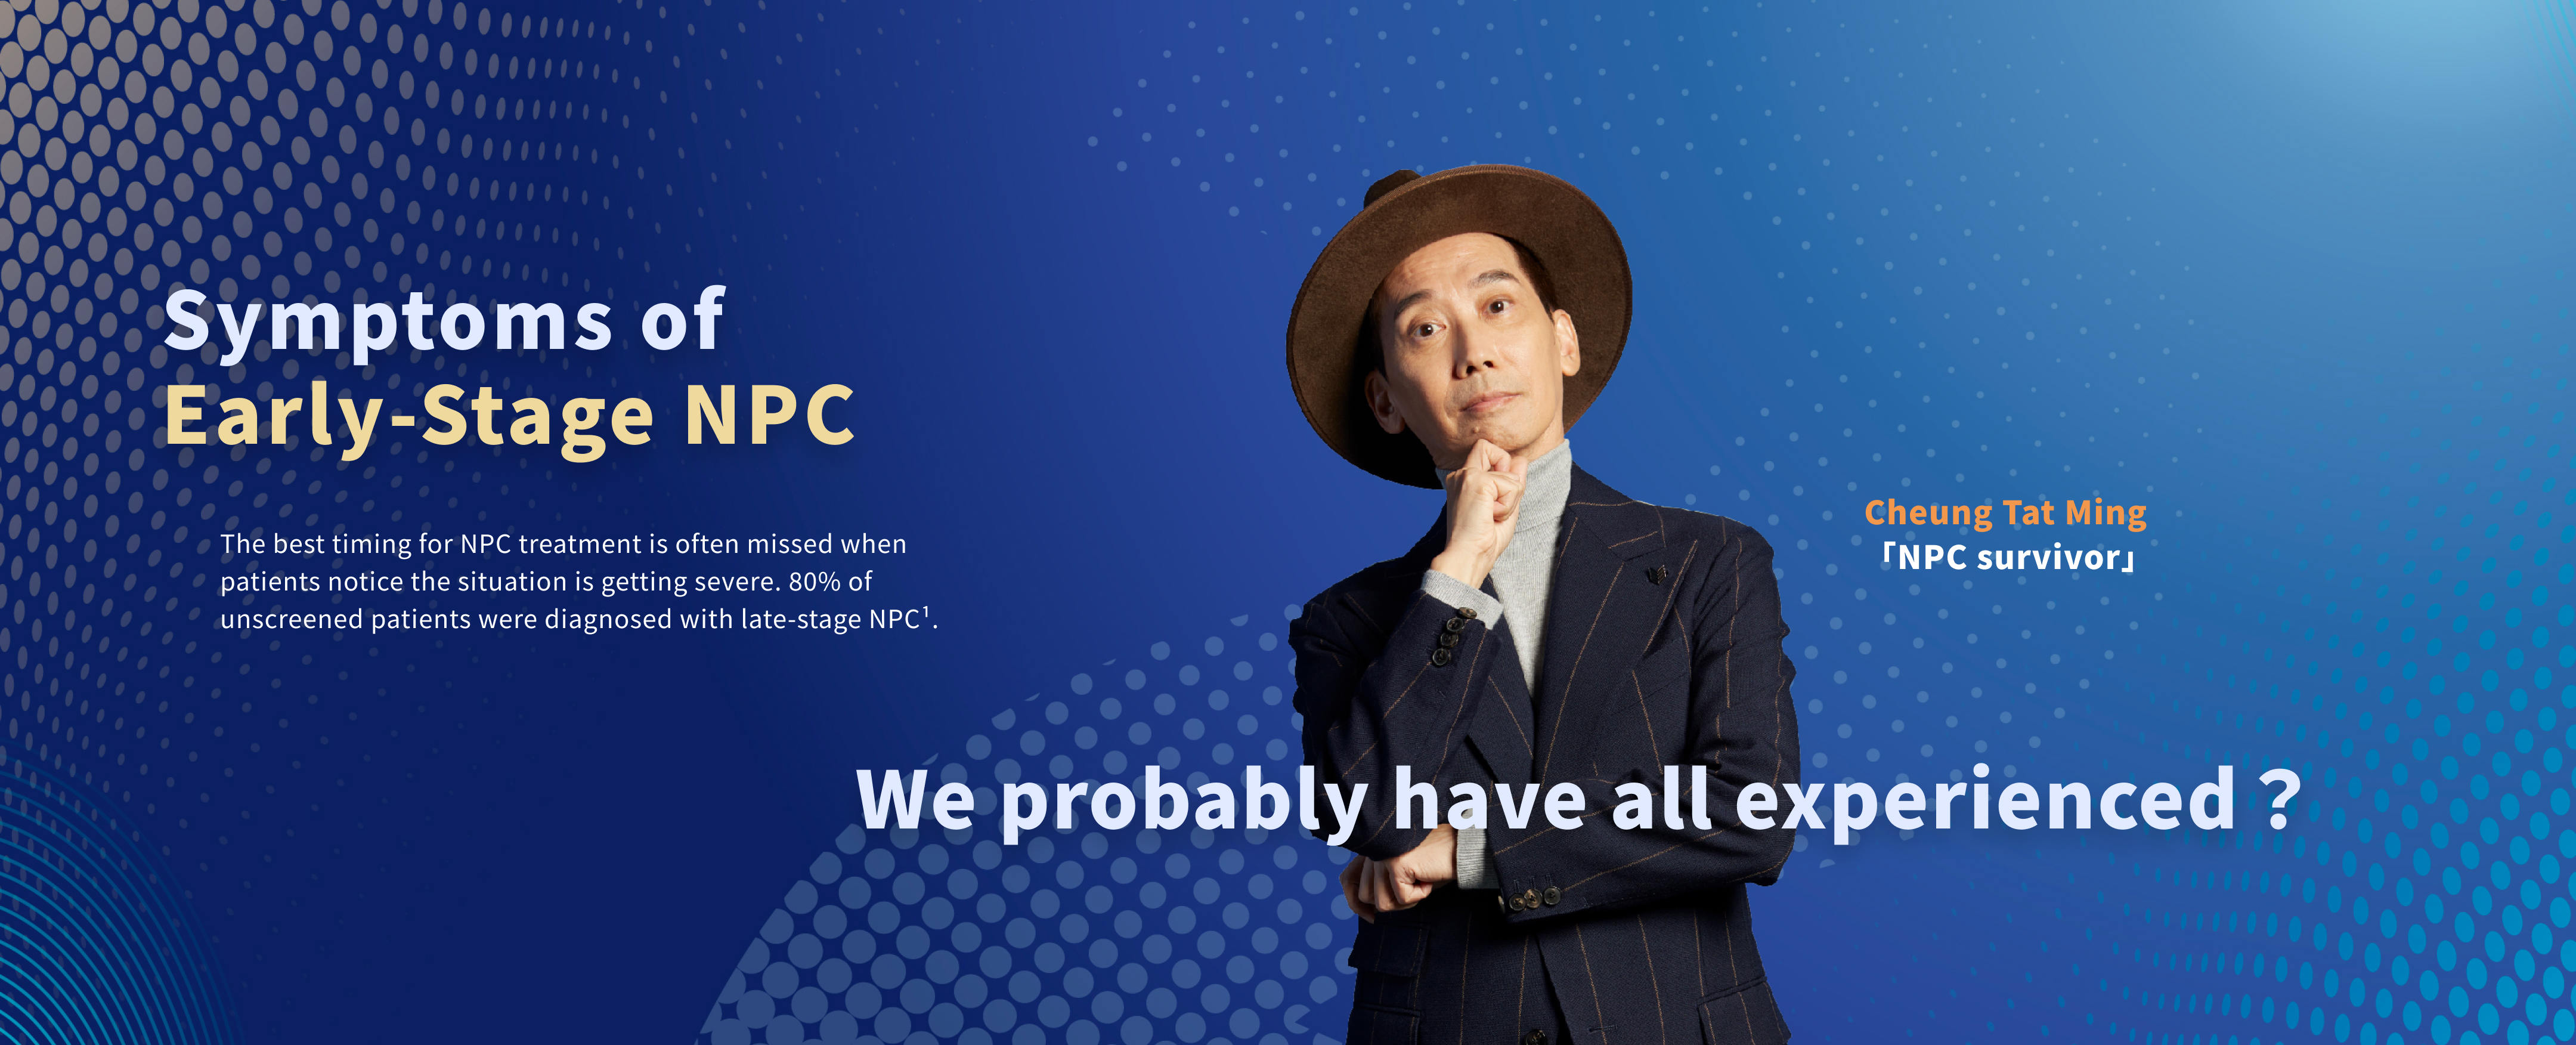 Symptoms of
Early-Stage NPC
The best timing for NPC treatment is often missed when
patients notice the situation is getting severe. 80% of
unscreened patients were diagnosed with late-stage NPC¹.
Cheung Tat Ming
「NPC survivor」
We probably have all experienced？